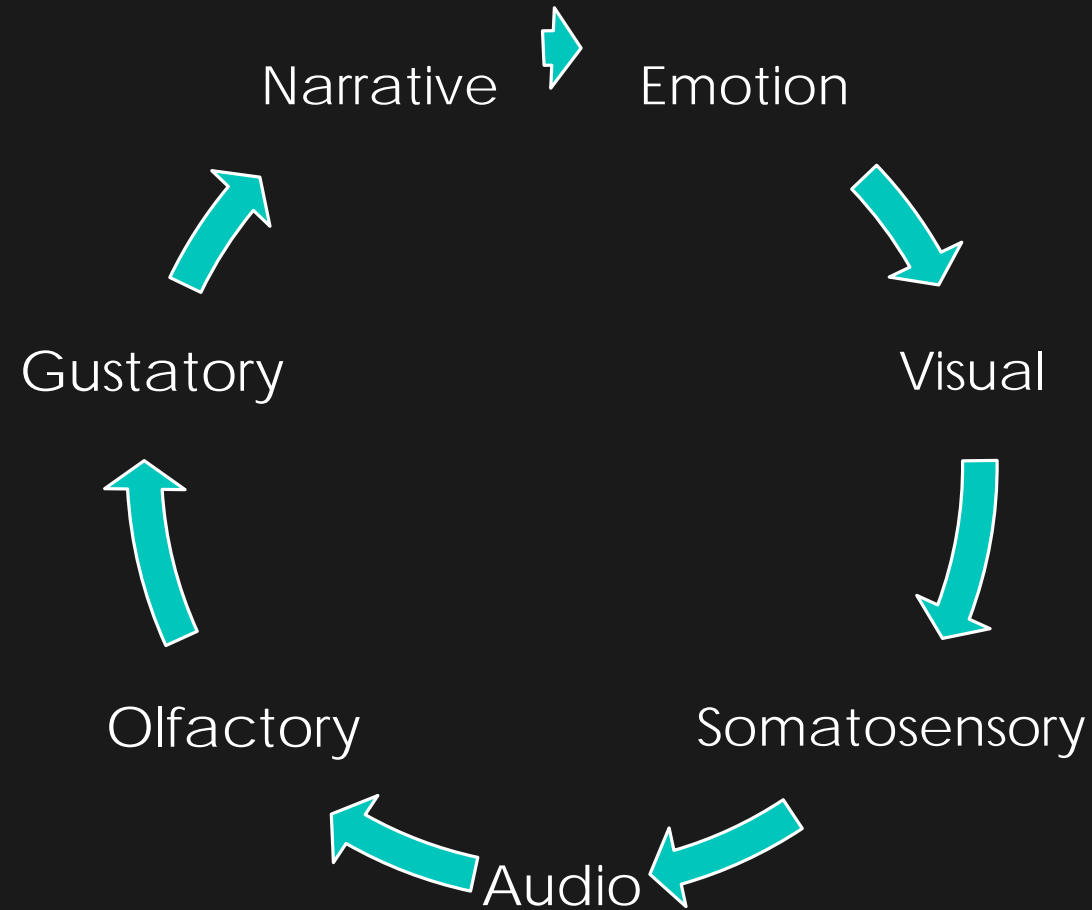 Narrative
Emotion
Gustatory
Visual
Olfactory
Somatosensory
Audio